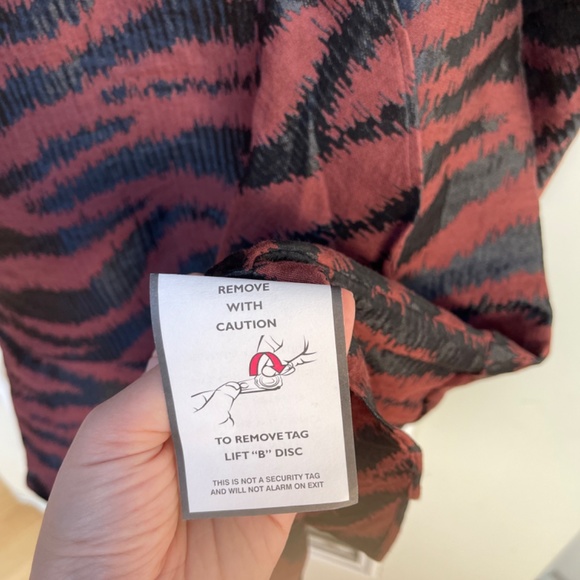 REMOVE
WITH
CAUTION
TO REMOVE TAG
LIFT "B" DISC
THIS IS NOT A SECURITY TAG
AND WILL NOT ALARM ON EXIT